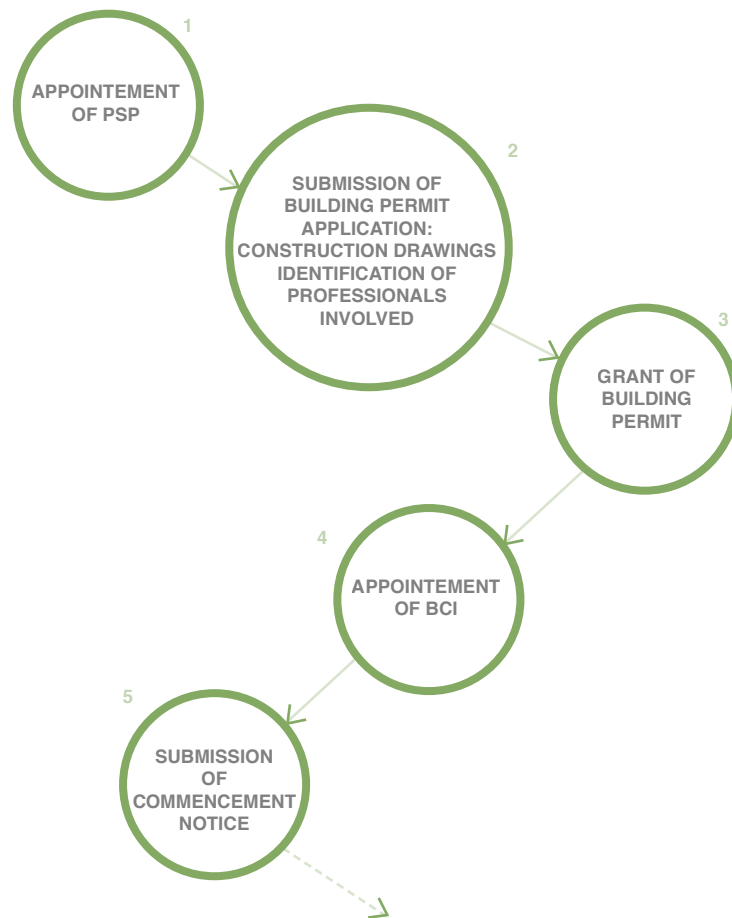 1
APPOINTEMENT
OF PSP
2
SUBMISSION OF
BUILDING PERMIT
APPLICATION:
CONSTRUCTION DRAWINGS
IDENTIFICATION OF
PROFESSIONALS
INVOLVED
3
GRANT OF
BUILDING
PERMIT
4
APPOINTEMENT
OF BCI
5
SUBMISSION
OF
COMMENCEMENT
NOTICE